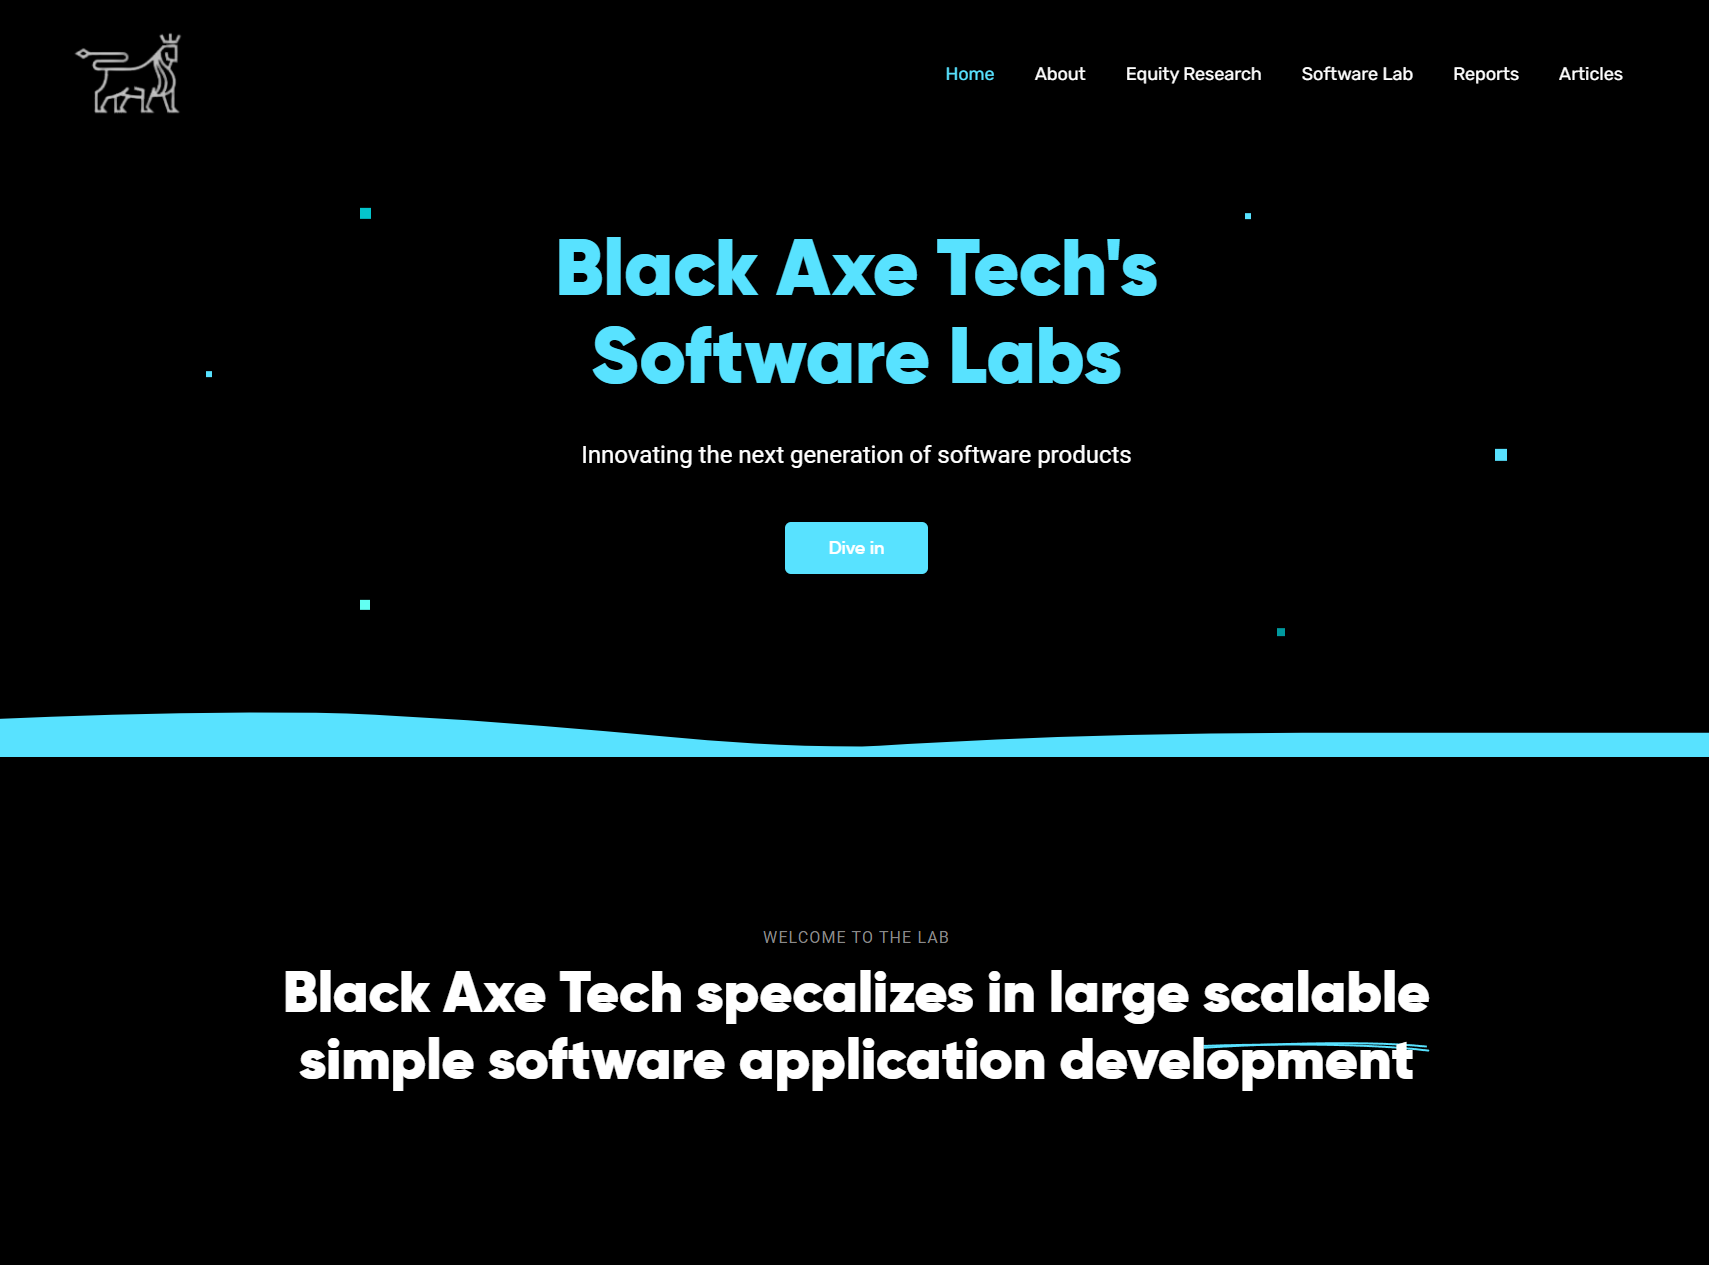 Home About Equity Research Software Lab Reports Articles
Black Axe Tech's
Software Labs
Innovating the next generation of software products
Dive in
WELCOME TO THE LAB
Black Axe Tech specalizes in large scalable
simple software application development